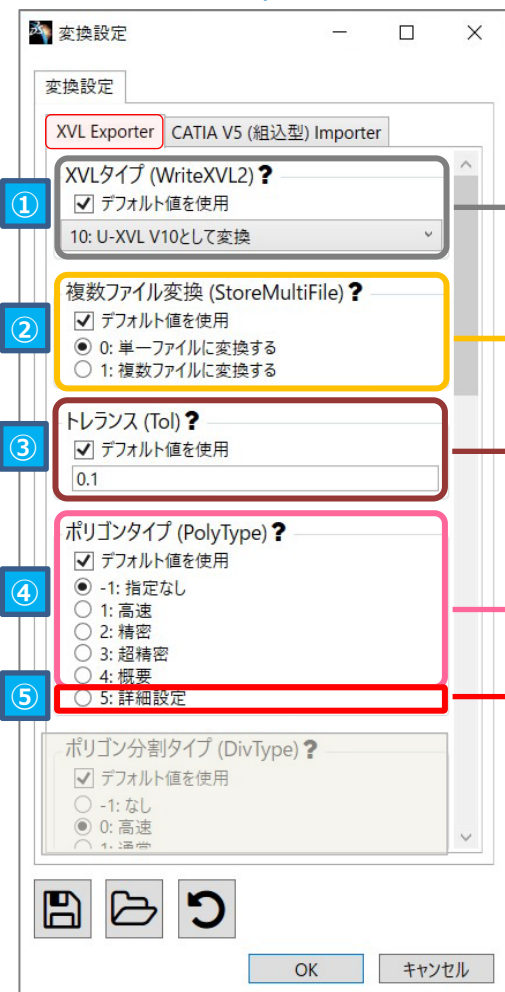 変換設定
変換設定
XVL Exporter
CATIA V5 (組込型) Importer
①
XVLタイプ (WriteXVL2) ?
デフォルト値を使用
10: U-XVL V10として変換
②
複数ファイル変換 (StoreMultiFile) ?
デフォルト値を使用
0: 単一ファイルに変換する
1: 複数ファイルに変換する
③
トレランス (Tol) ?
デフォルト値を使用
0.1
④
ポリゴンタイプ (PolyType) ?
デフォルト値を使用
-1: 指定なし
1: 高速
2: 精密
3: 超精密
4: 概要
⑤
5: 詳細設定
ポリゴン分割タイプ (DivType) ?
デフォルト値を使用
-1: なし
0: 高速
1: 通常
OK
キャンセル